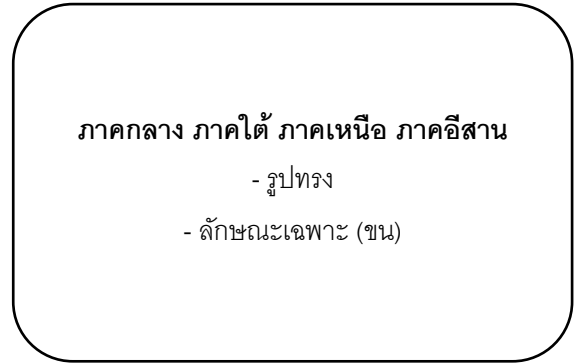 ภาคกลาง ภาคใต้ ภาคเหนือ ภาคอีสาน
- รูปทรง
- ลักษณะเฉพาะ (ขน)